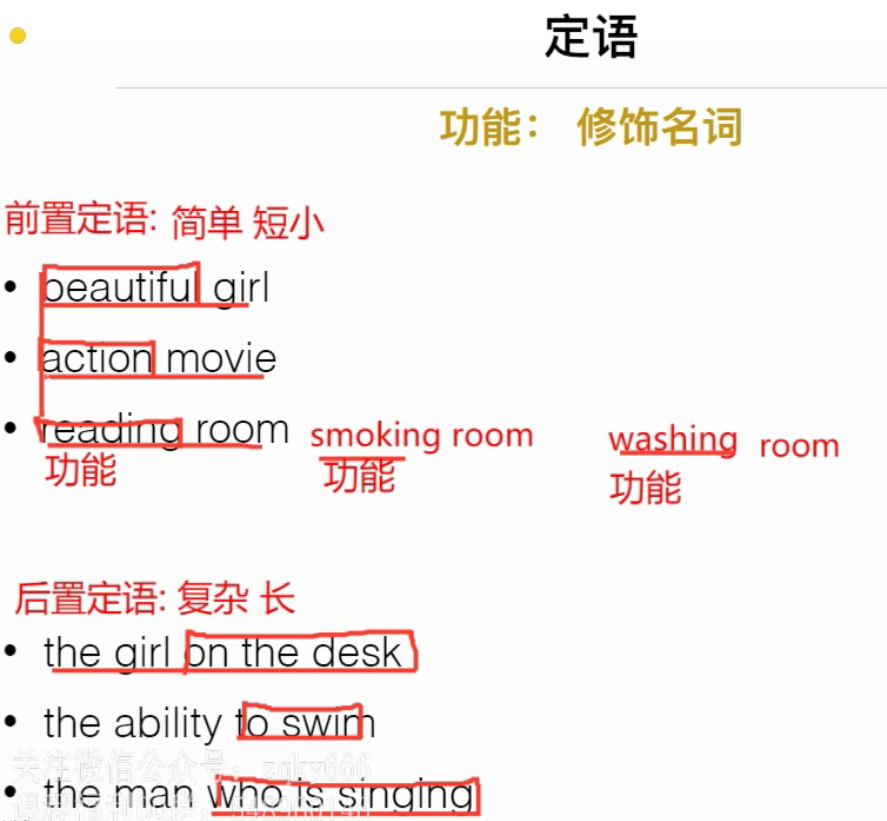 定语
功能： 修饰名词
前置定语: 简单 短小
• beautiful girl
• action movie
• reading room smoking room washing room
功能 功能 功能
后置定语: 复杂 长
• the girl on the desk
• the ability to swim
关注微信公众号: zqky666
• the man who is singing